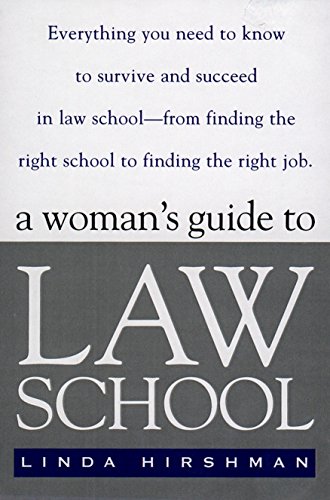 Everything you need to know
to survive and succeed
in law school—from finding the
right school to finding the right job.
a woman's guide to
LAW
SCHOOL
LINDA HIRSHMAN